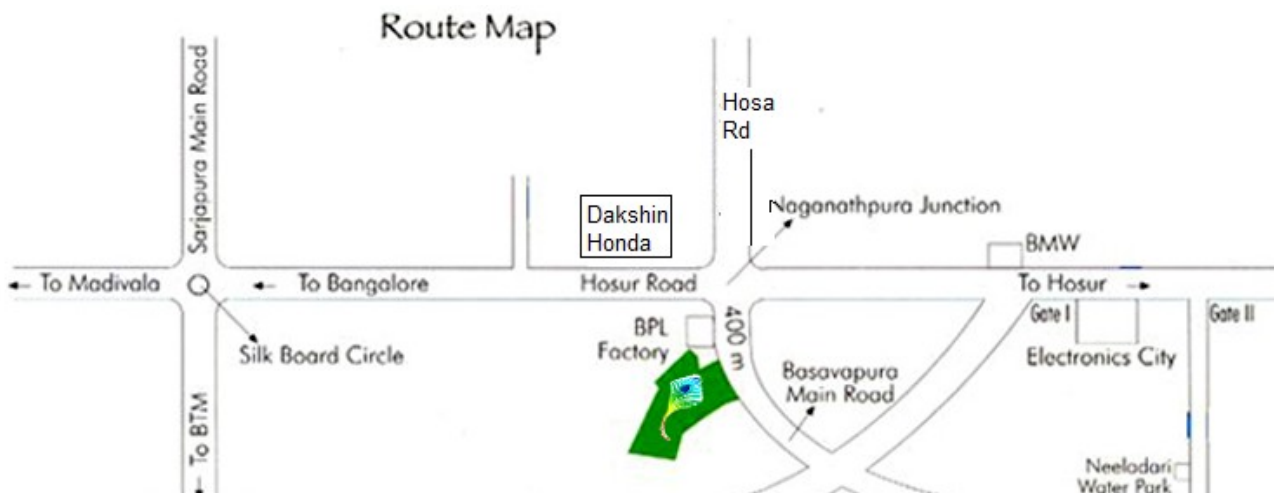 Route Map
Sarjapura Main Road
Hosa
Rd
Dakshin
Honda
Naganathpura Junction
BMW
To Madivala
To Bangalore
Hosur Road
To Hosur
Silk Board Circle
BPL
Factory
400 m
Gate I
Gate II
Electronics City
Basavapura
Main Road
To BTM
Neeladari
Water Park